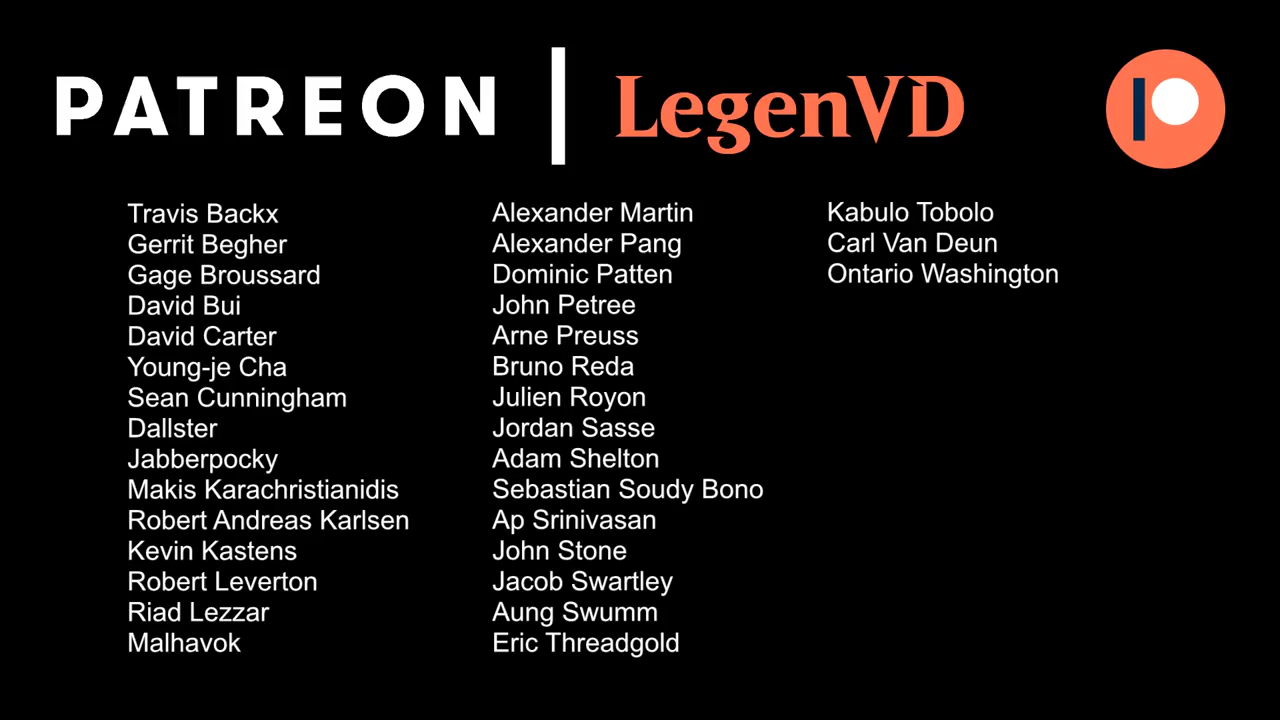 PATREON | LegenVD
Travis Backx
Gerrit Begher
Gage Broussard
David Bui
David Carter
Young-je Cha
Sean Cunningham
Dallster
Jabberpocky
Makis Karachristianidis
Robert Andreas Karlsen
Kevin Kastens
Robert Leverton
Riad Lezzar
Malhavok
Alexander Martin
Alexander Pang
Dominic Patten
John Petree
Arne Preuss
Bruno Reda
Julien Royon
Jordan Sasse
Adam Shelton
Sebastian Soudy Bono
Ap Srinivasan
John Stone
Jacob Swartley
Aung Swumm
Eric Threadgold
Kabulo Tobolo
Carl Van Deun
Ontario Washington